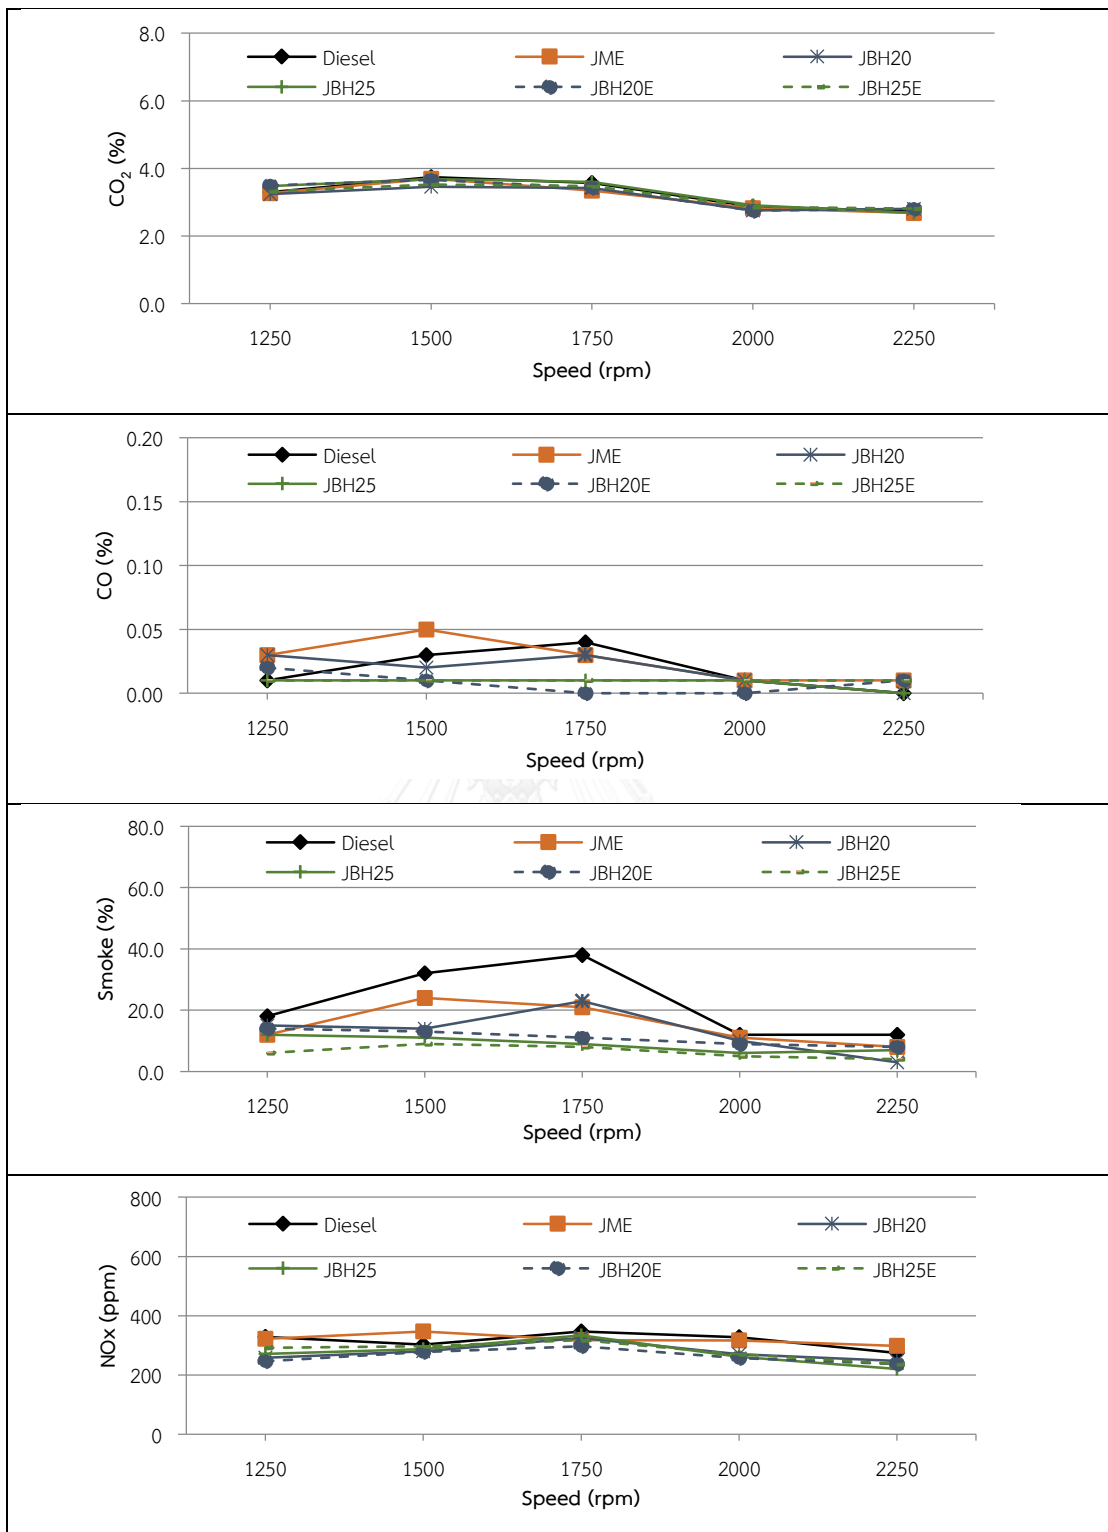 8.0
Diesel JME JBH20
JBH25 JBH20E JBH25E
6.0
4.0
2.0
0.0
CO₂ (%)
1250 1500 1750 2000 2250
Speed (rpm)
0.20
Diesel JME JBH20
JBH25 JBH20E JBH25E
0.15
0.10
0.05
0.00
CO (%)
1250 1500 1750 2000 2250
Speed (rpm)
80.0
Diesel JME JBH20
JBH25 JBH20E JBH25E
60.0
40.0
20.0
0.0
Smoke (%)
1250 1500 1750 2000 2250
Speed (rpm)
800
Diesel JME JBH20
JBH25 JBH20E JBH25E
600
400
200
0
NOx (ppm)
1250 1500 1750 2000 2250
Speed (rpm)